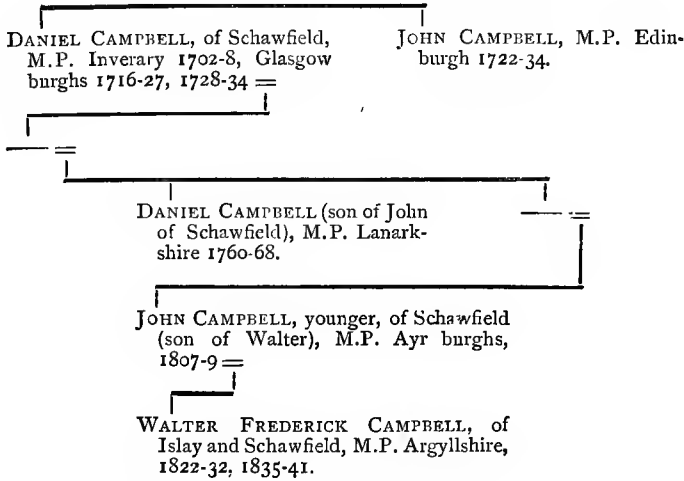 DANIEL CAMPBELL, of Schawfield,
M.P. Inverary 1702-8, Glasgow
burghs 1716-27, 1728-34 =
JOHN CAMPBELL, M.P. Edin-
burgh 1722-34.
— =
DANIEL CAMPBELL (son of John
of Schawfield), M.P. Lanark-
shire 1760-68.
— =
JOHN CAMPBELL, younger, of Schawfield
(son of Walter), M.P. Ayr burghs,
1807-9 =
WALTER FREDERICK CAMPBELL, of
Islay and Schawfield, M.P. Argyllshire,
1822-32, 1835-41.